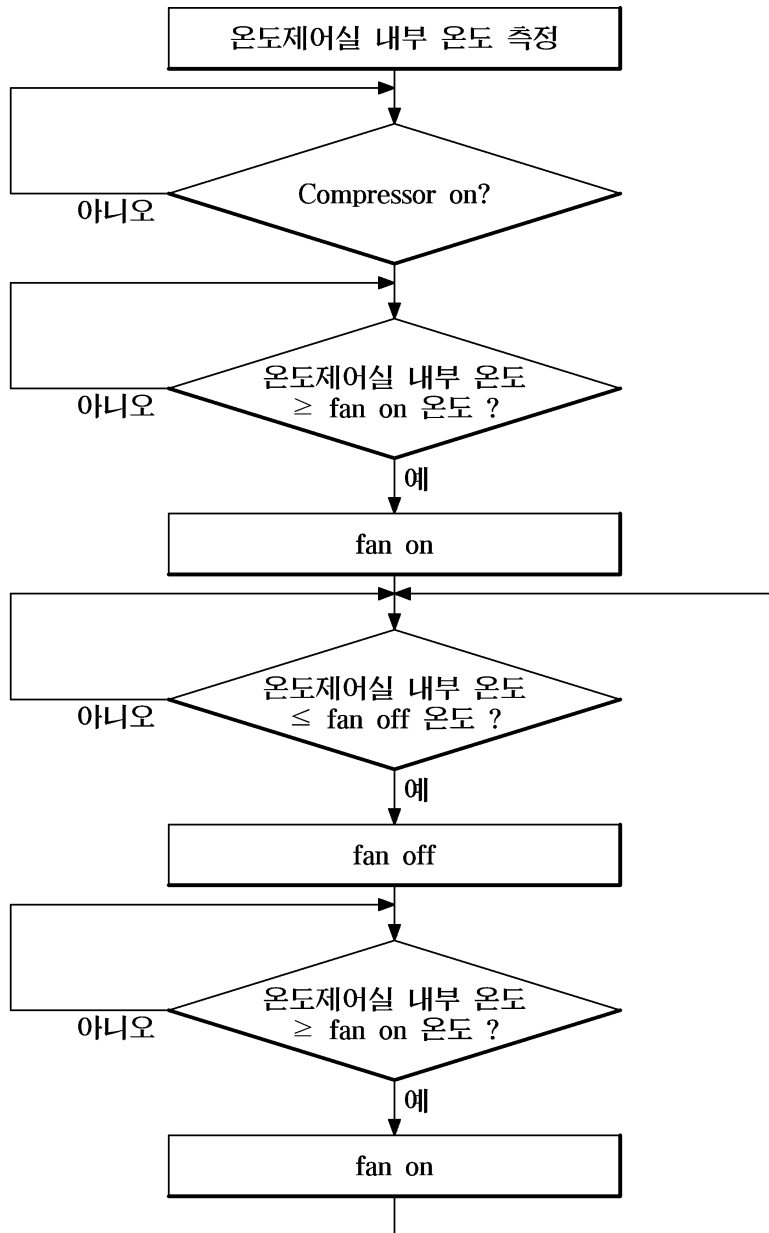 온도제어실 내부 온도 측정
Compressor on?
아니오
온도제어실 내부 온도
≥ fan on 온도 ?
아니오
예
fan on
온도제어실 내부 온도
≤ fan off 온도 ?
아니오
예
fan off
온도제어실 내부 온도
≥ fan on 온도 ?
아니오
예
fan on